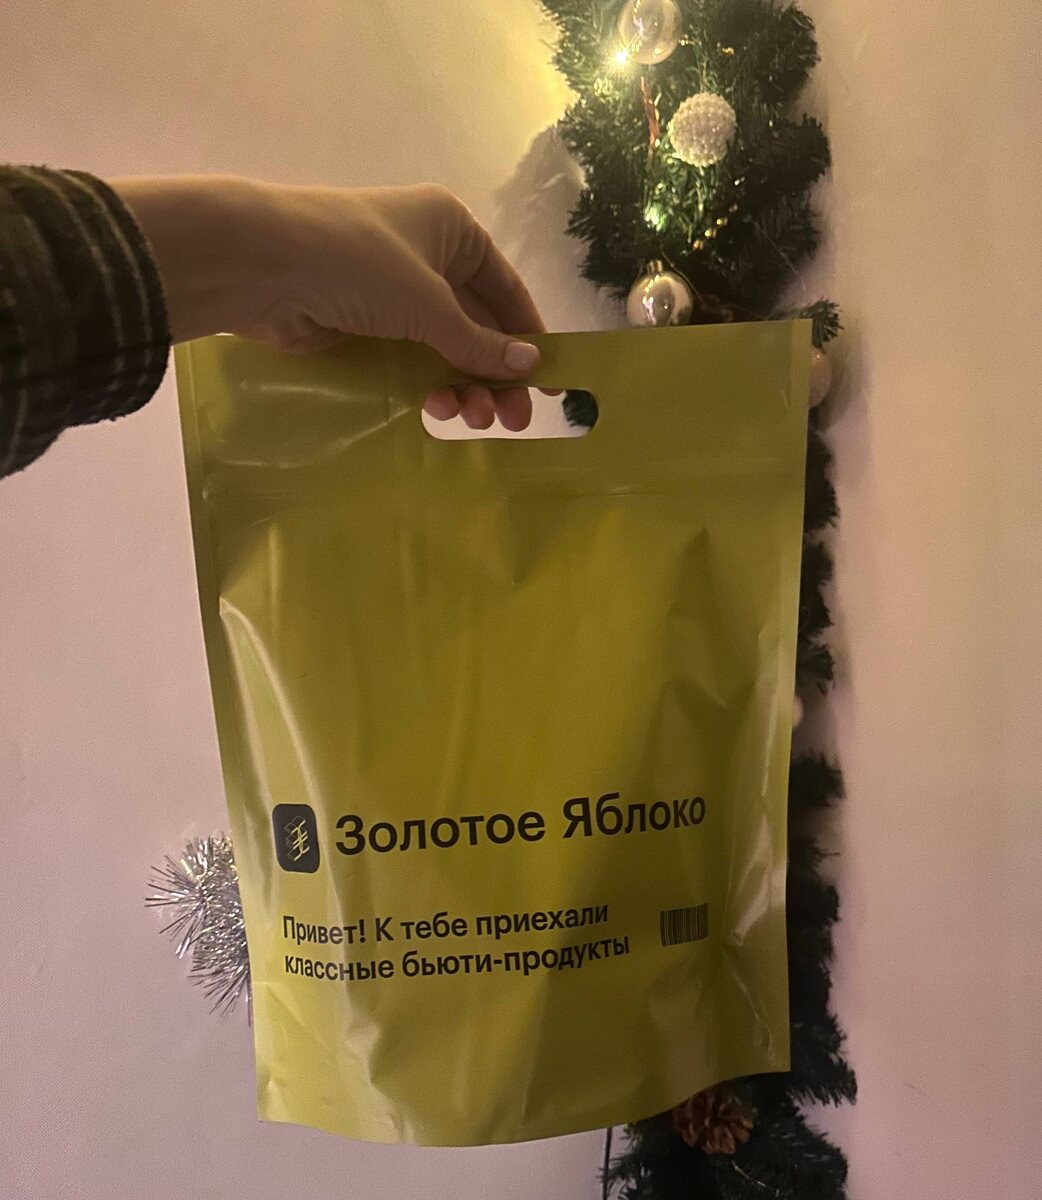 Золотое Яблоко
Привет! К тебе приехали
классные бьюти-продукты